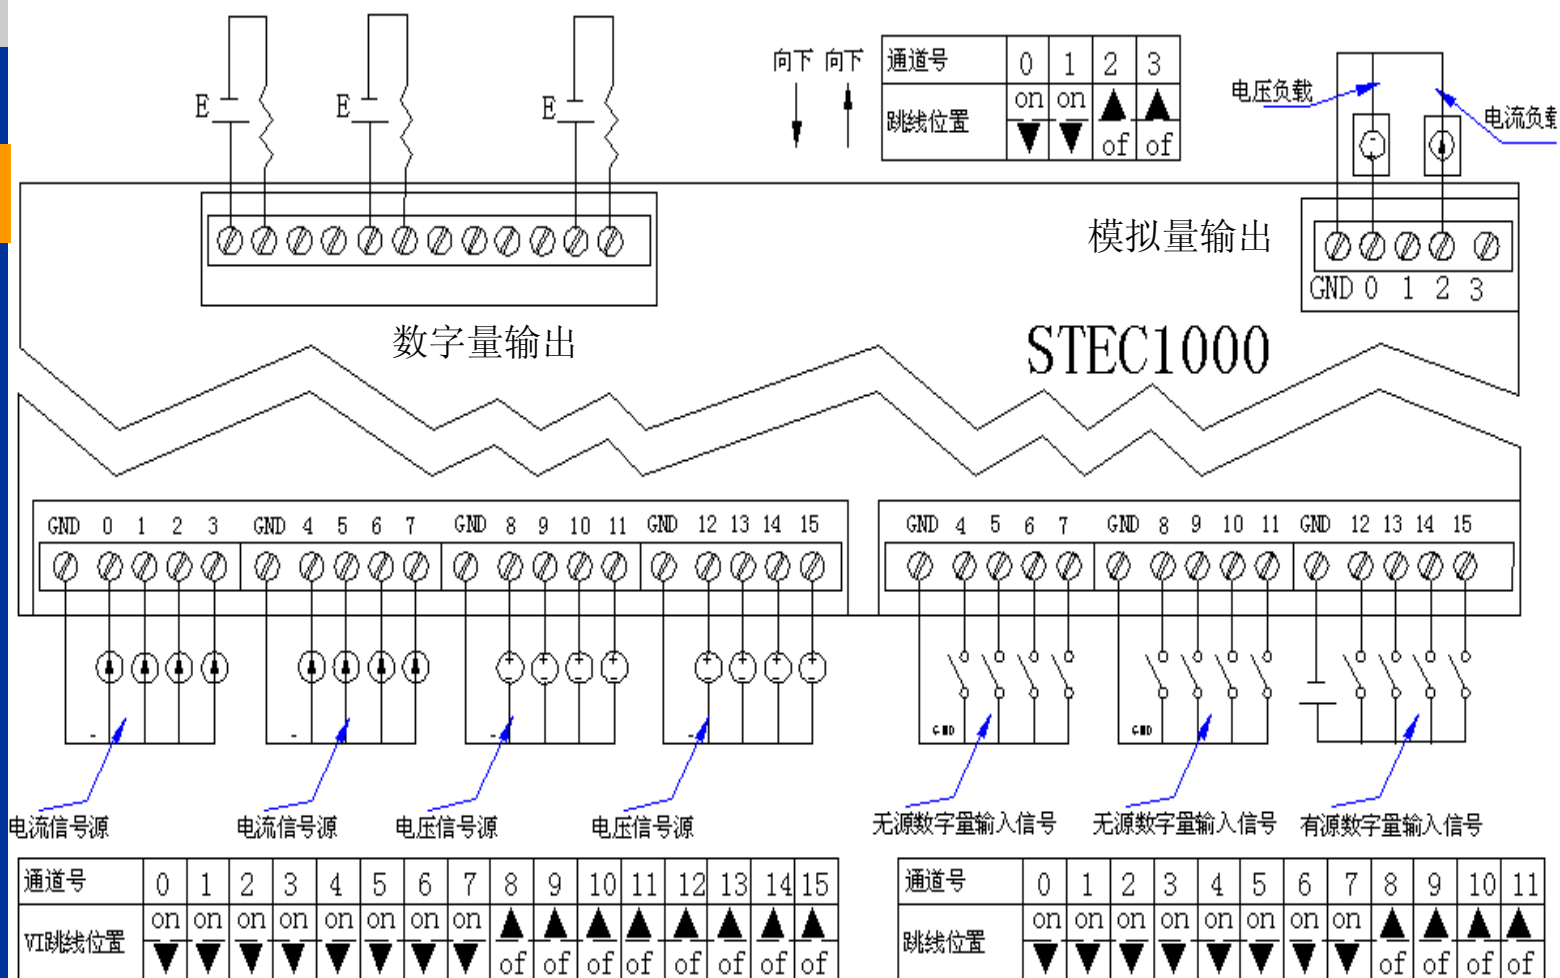 向下 向下
通道号 0 1 2 3
on on
跳线位置
of of
电压负载
电流负载
E E E
模拟量输出
GND 0 1 2 3
数字量输出
STEC1000
GND 0 1 2 3 GND 4 5 6 7 GND 8 9 10 11 GND 12 13 14 15
GND 4 5 6 7 GND 8 9 10 11 GND 12 13 14 15
GND GND
电流信号源 电流信号源 电压信号源 电压信号源
无源数字量输入信号 无源数字量输入信号 有源数字量输入信号
通道号 0 1 2 3 4 5 6 7 8 9 10 11 12 13 14 15
on on on on on on on on
VI跳线位置
of of of of of of of of
通道号 0 1 2 3 4 5 6 7 8 9 10 11
on on on on on on on on
跳线位置
of of of of